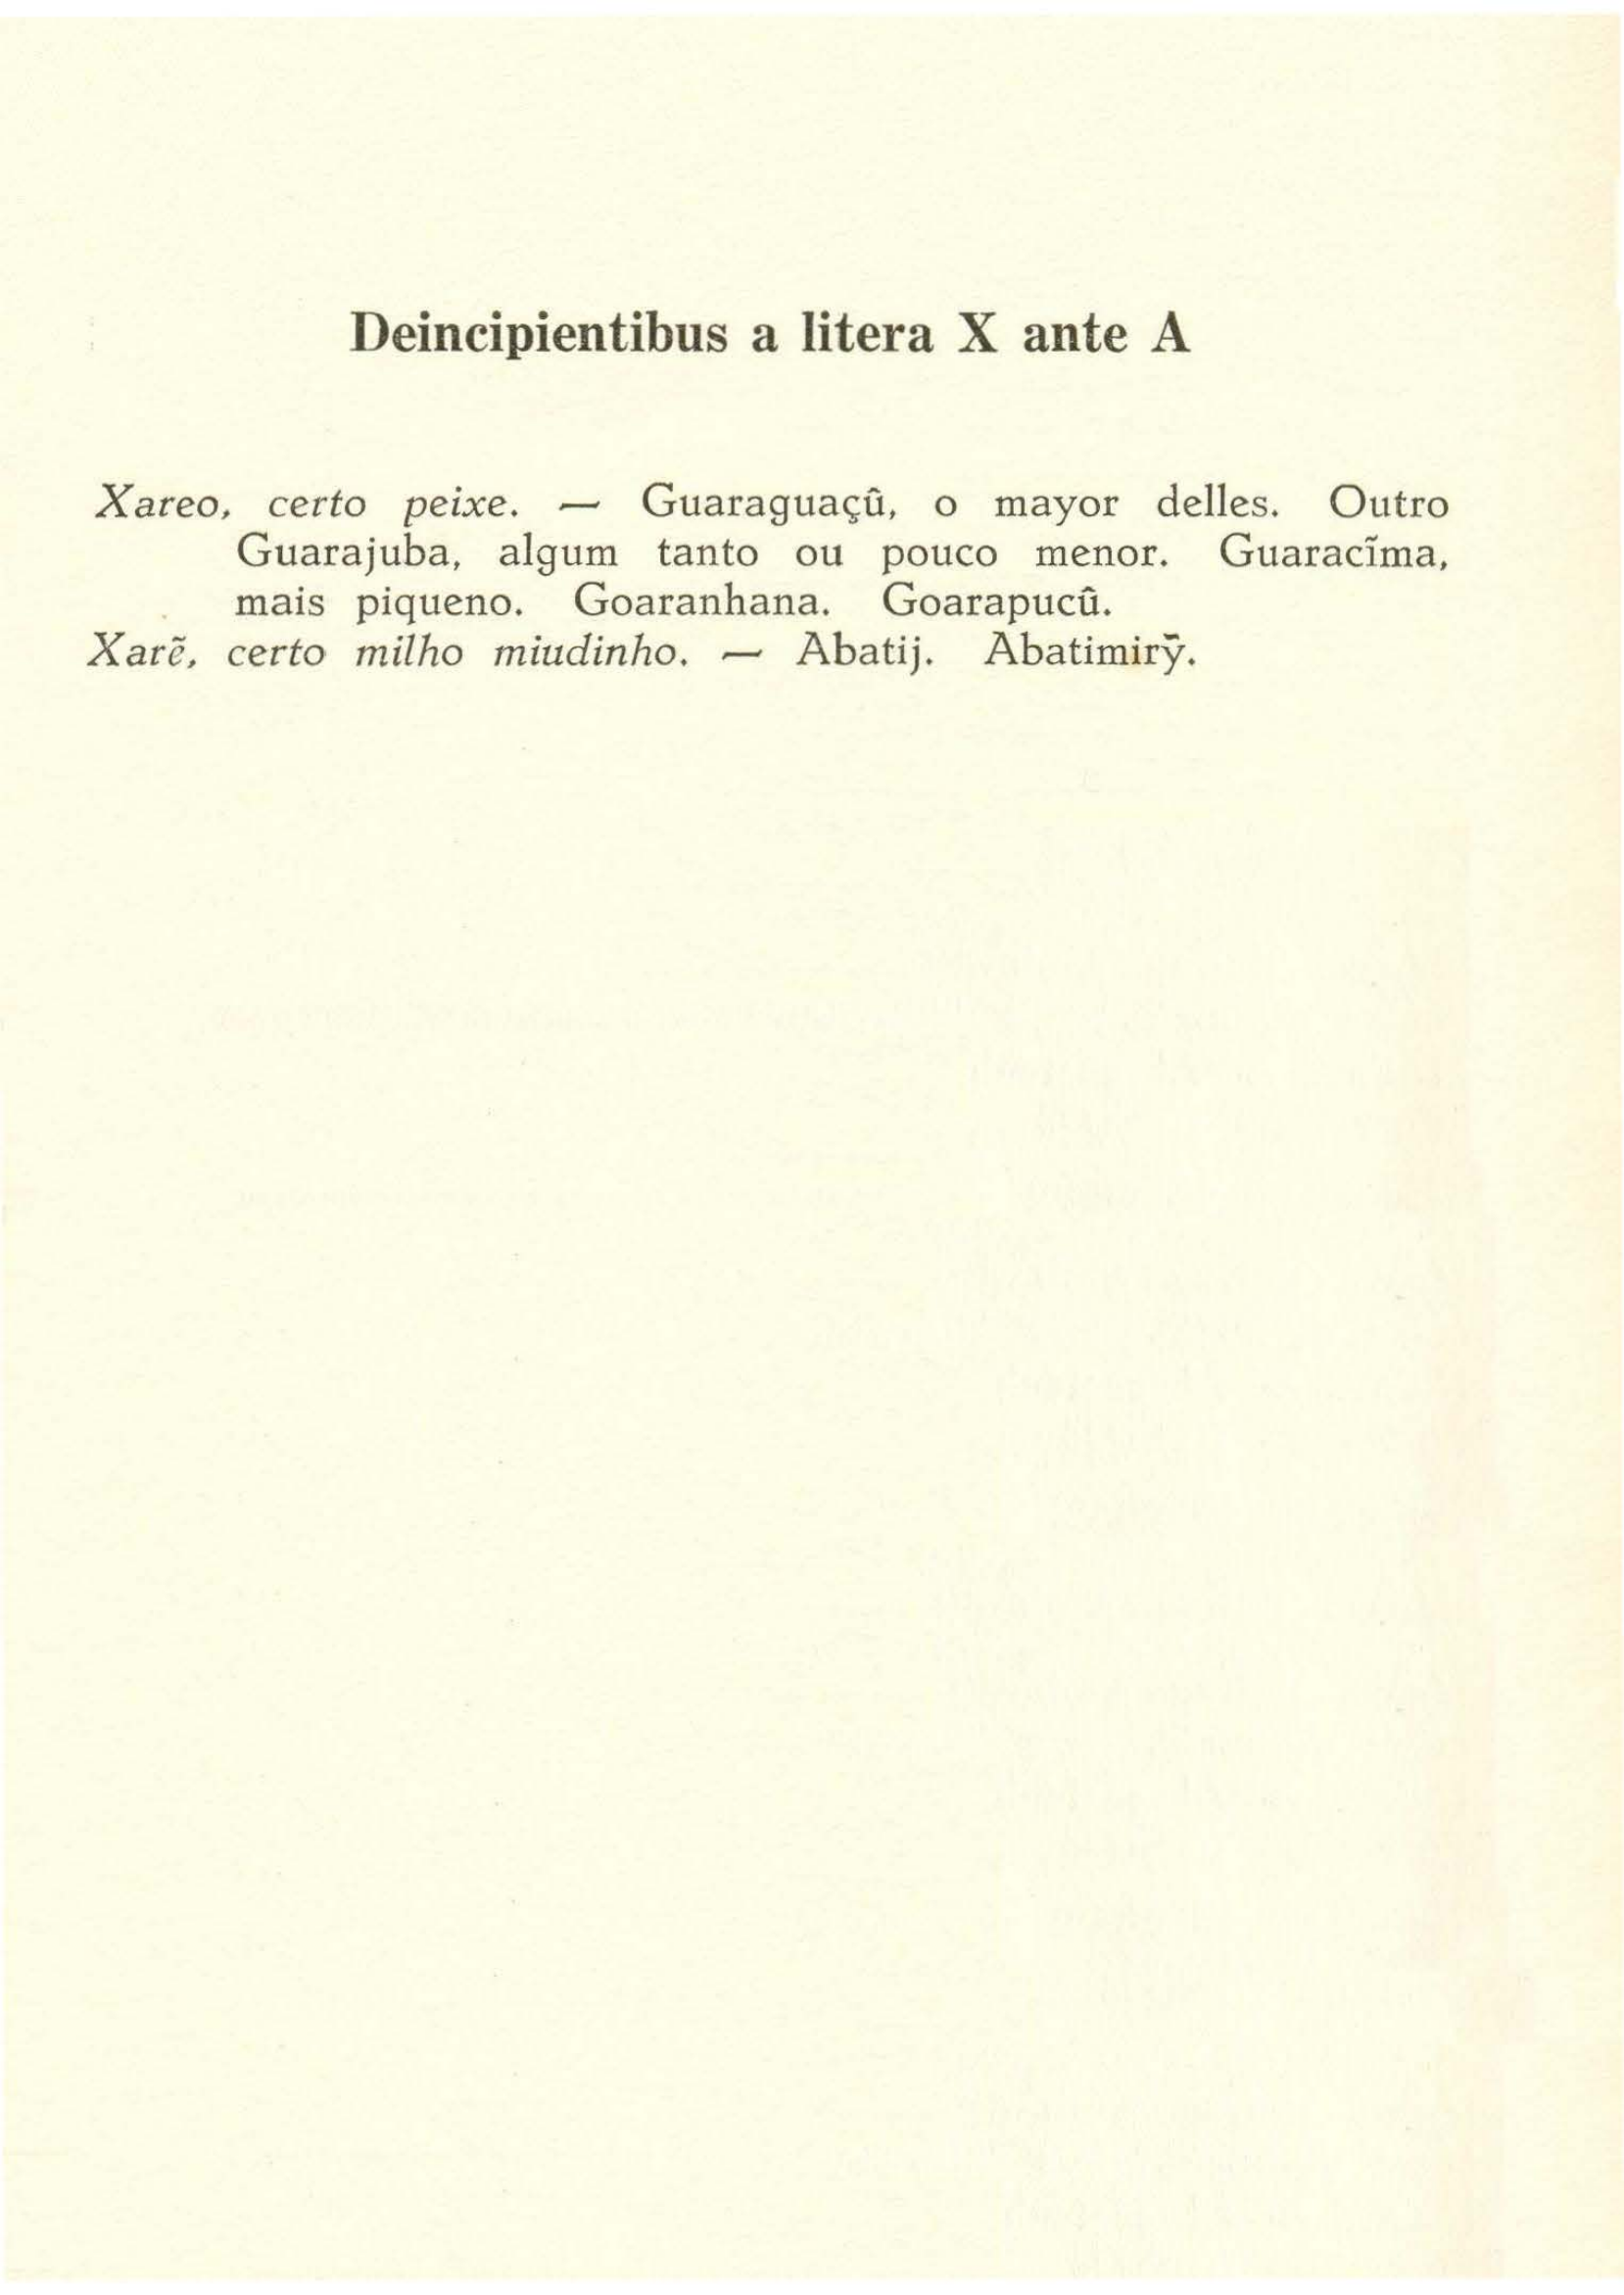 Deincipientibus a litera X ante A
Xareo, certo peixe. — Guaraguaçû, o mayor delles. Outro
Guarajuba, algum tanto ou pouco menor. Guaracĩma,
mais piqueno. Goaranhana. Goarapucû.
Xarẽ, certo milho miudinho. — Abatij. Abatimirỹ.